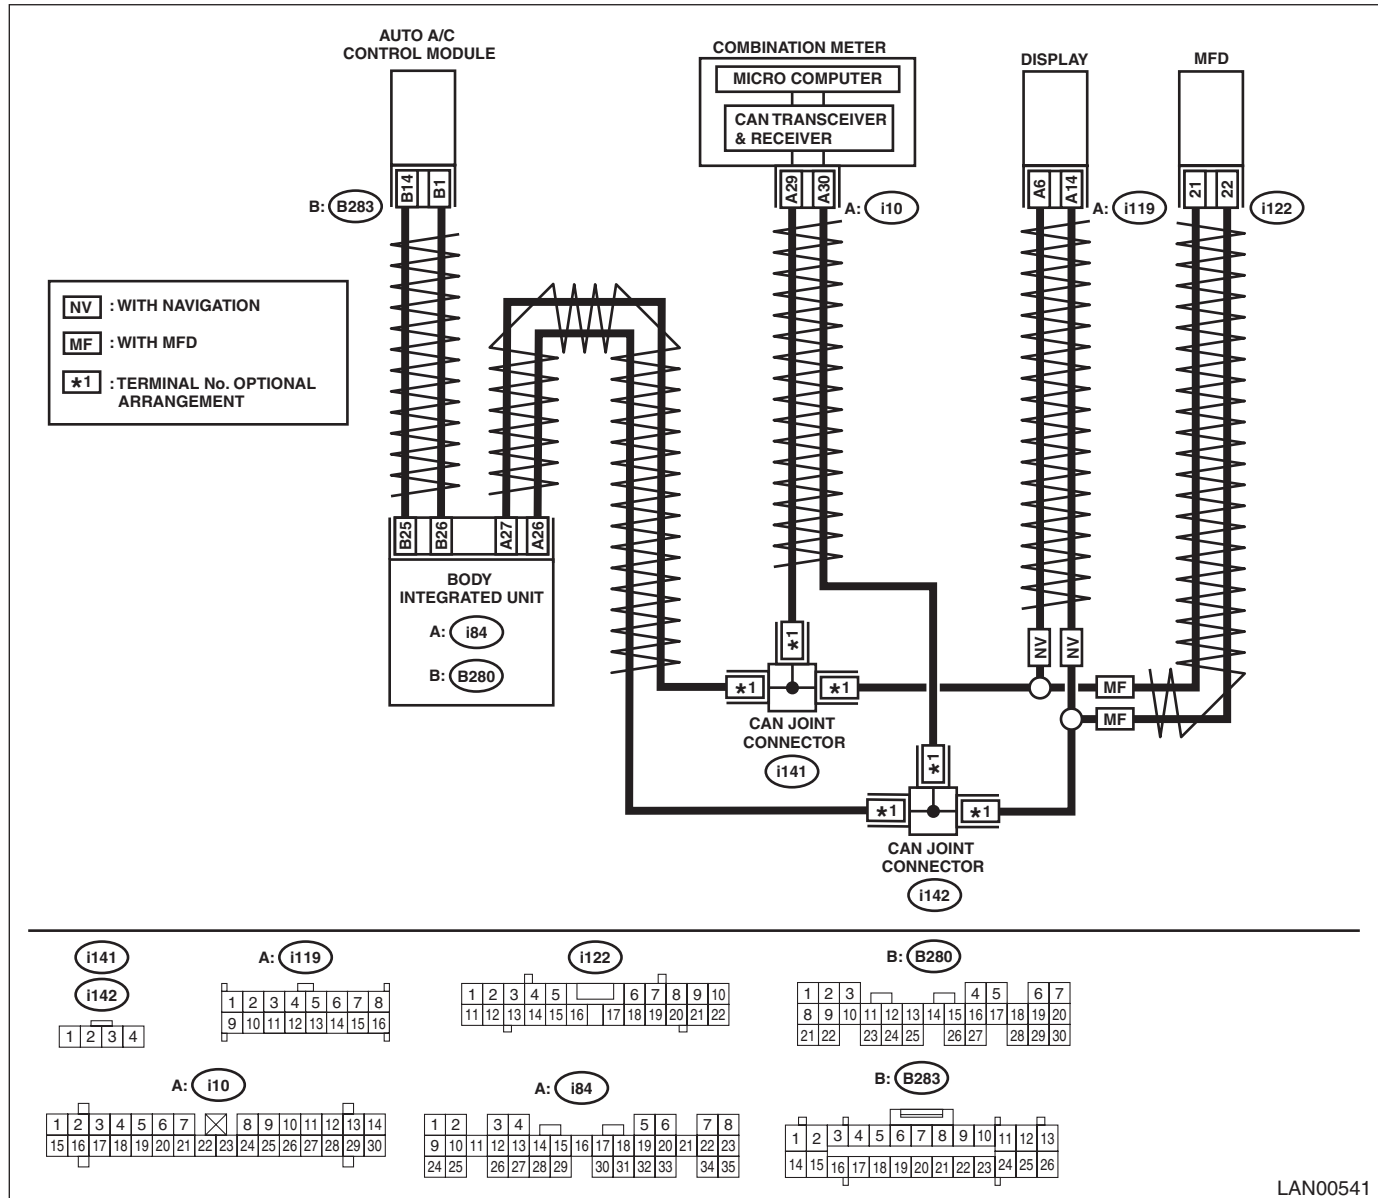 AUTO A/C
CONTROL MODULE
COMBINATION METER
MICRO COMPUTER
CAN TRANSCEIVER
& RECEIVER
DISPLAY
MFD
B14 B1
A29 A30
A6 A14
21 22
B: B283
A: i10
A: i119
i122
NV : WITH NAVIGATION
MF : WITH MFD
*1 : TERMINAL No. OPTIONAL
ARRANGEMENT
B25 B26 A27 A26
BODY
INTEGRATED UNIT
A: i84
B: B280
*1
NV NV
*1 *1
MF
MF
CAN JOINT
CONNECTOR
i141
*1
*1 *1
CAN JOINT
CONNECTOR
i142
i141
i142
1 2 3 4
A: i119
1 2 3 4 5 6 7 8
9 10 11 12 13 14 15 16
i122
1 2 3 4 5 6 7 8 9 10
11 12 13 14 15 16 17 18 19 20 21 22
B: B280
1 2 3 4 5 6 7
8 9 10 11 12 13 14 15 16 17 18 19 20
21 22 23 24 25 26 27 28 29 30
A: i10
1 2 3 4 5 6 7 8 9 10 11 12 13 14
15 16 17 18 19 20 21 22 23 24 25 26 27 28 29 30
A: i84
1 2 3 4 5 6 7 8
9 10 11 12 13 14 15 16 17 18 19 20 21 22 23
24 25 26 27 28 29 30 31 32 33 34 35
B: B283
1 2 3 4 5 6 7 8 9 10 11 12 13
14 15 16 17 18 19 20 21 22 23 24 25 26
LAN00541